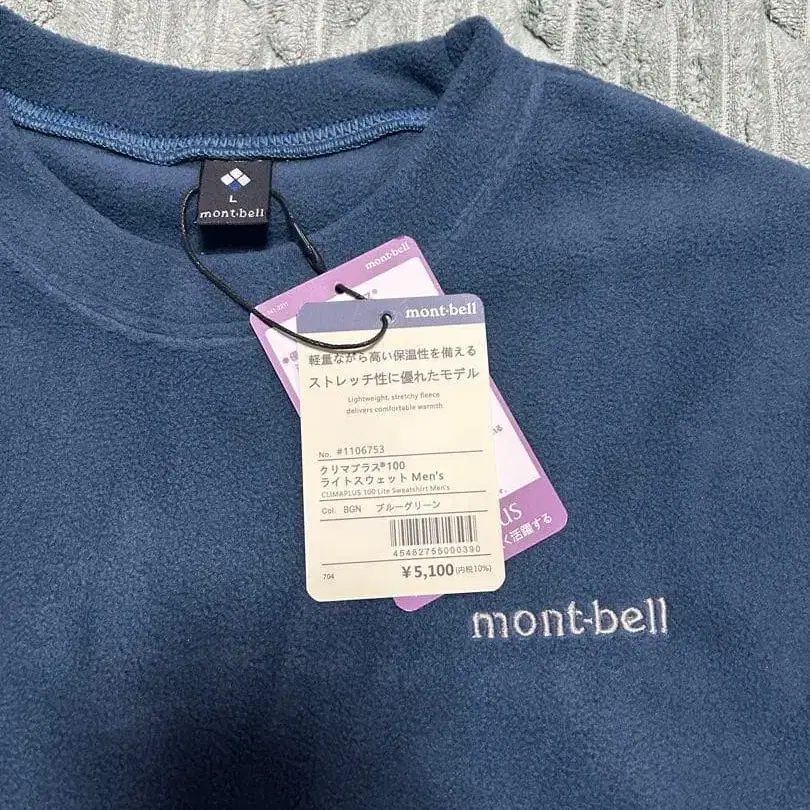 L
mont·bell
mont·bell
mont·bell
軽量ながら高い保温性を備える
ストレッチ性に優れたモデル
Lightweight, stretchy fleece
delivers comfortable warmth
No. #1106753
クリマプラス®100
ライトスウェット Men's
CLIMAPLUS 100 Lite Sweatshirt Men's
Col. BGN ブルーグリーン
45482755000390
704 ¥5,100(内税10%)
us
く活躍する
mont-bell